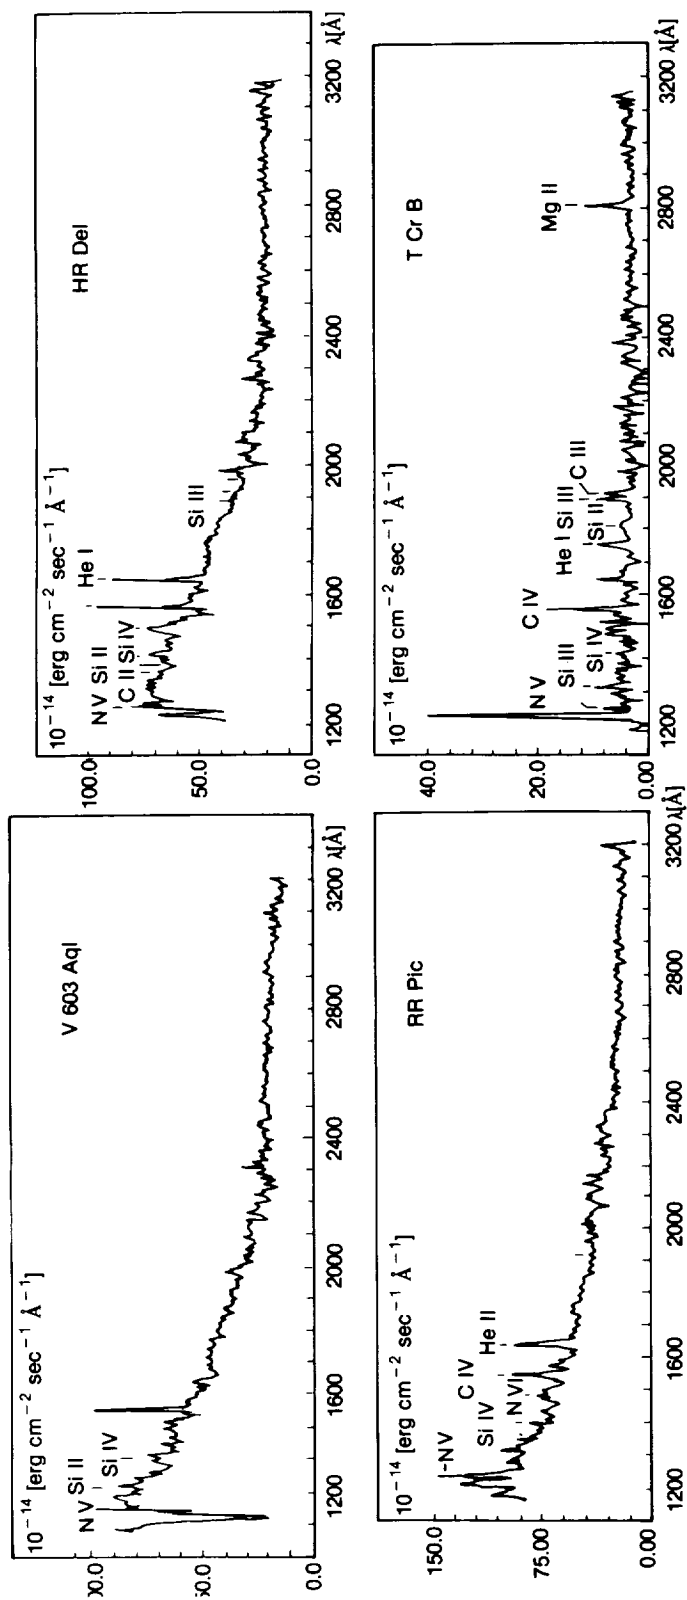 V 603 Aql
10⁻¹⁴ [erg cm⁻² sec⁻¹ Å⁻¹]
N V
Si II
Si IV
00.0
0.0
1200
1600
2000
2400
2800
3200
λ[Å]
HR Del
10⁻¹⁴ [erg cm⁻² sec⁻¹ Å⁻¹]
N V
Si II
C II
Si IV
He I
Si III
100.0
50.0
0.0
1200
1600
2000
2400
2800
3200
λ[Å]
RR Pic
10⁻¹⁴ [erg cm⁻² sec⁻¹ Å⁻¹]
-N V
Si IV
N VI
C IV
He II
150.0
75.00
0.00
1200
1600
2000
2400
2800
3200
λ[Å]
T Cr B
10⁻¹⁴ [erg cm⁻² sec⁻¹ Å⁻¹]
N V
Si III
Si IV
C IV
He I
Si III
Si II
C III
Mg II
40.0
20.0
0.00
1200
1600
2000
2400
2800
3200
λ[Å]